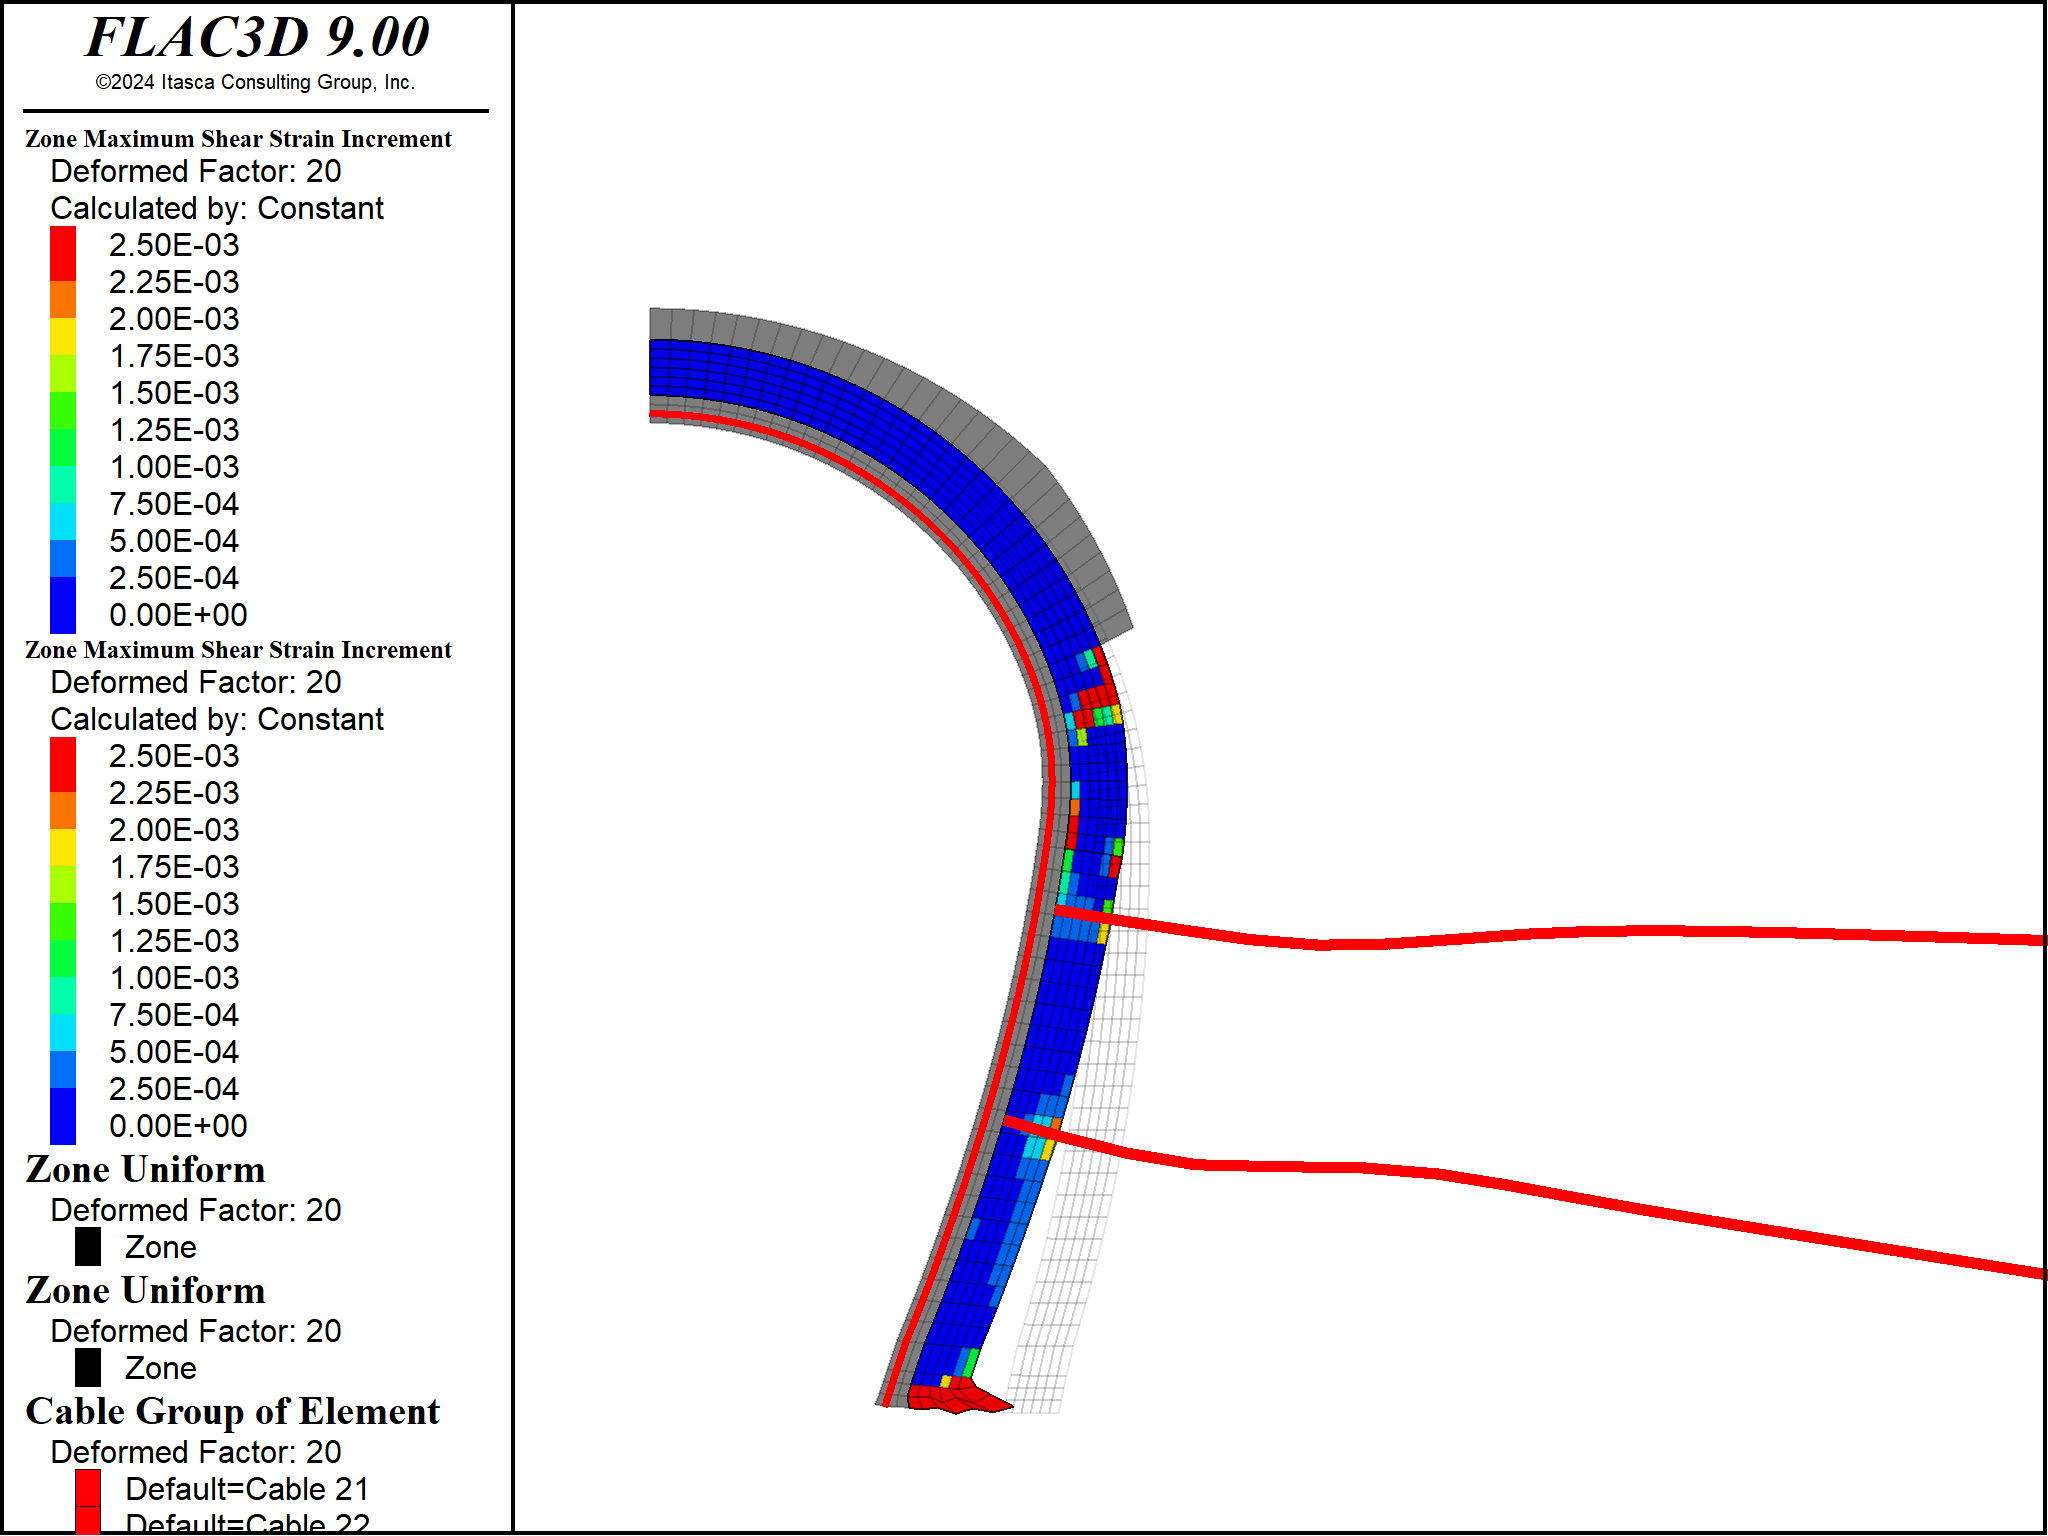 FLAC3D 9.00
©2024 Itasca Consulting Group, Inc.
Zone Maximum Shear Strain Increment
Deformed Factor: 20
Calculated by: Constant
2.50E-03
2.25E-03
2.00E-03
1.75E-03
1.50E-03
1.25E-03
1.00E-03
7.50E-04
5.00E-04
2.50E-04
0.00E+00
Zone Maximum Shear Strain Increment
Deformed Factor: 20
Calculated by: Constant
2.50E-03
2.25E-03
2.00E-03
1.75E-03
1.50E-03
1.25E-03
1.00E-03
7.50E-04
5.00E-04
2.50E-04
0.00E+00
Zone Uniform
Deformed Factor: 20
Zone
Zone Uniform
Deformed Factor: 20
Zone
Cable Group of Element
Deformed Factor: 20
Default=Cable 21
Default=Cable 22